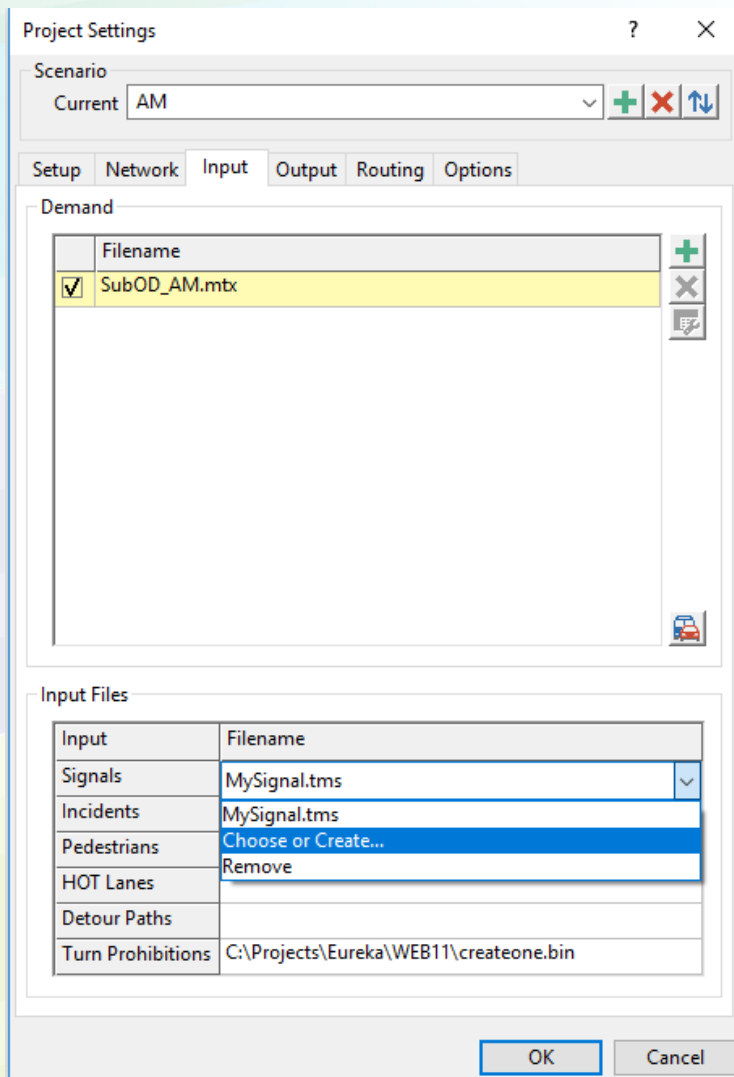 Project Settings ?
Scenario
Current AM
Setup Network Input Output Routing Options
Demand
Filename
SubOD_AM.mtx
Input Files
Input Filename
Signals MySignal.tms
Incidents MySignal.tms
Pedestrians Choose or Create...
Remove
HOT Lanes
Detour Paths
Turn Prohibitions C:\Projects\Eureka\WEB11\createone.bin
OK Cancel